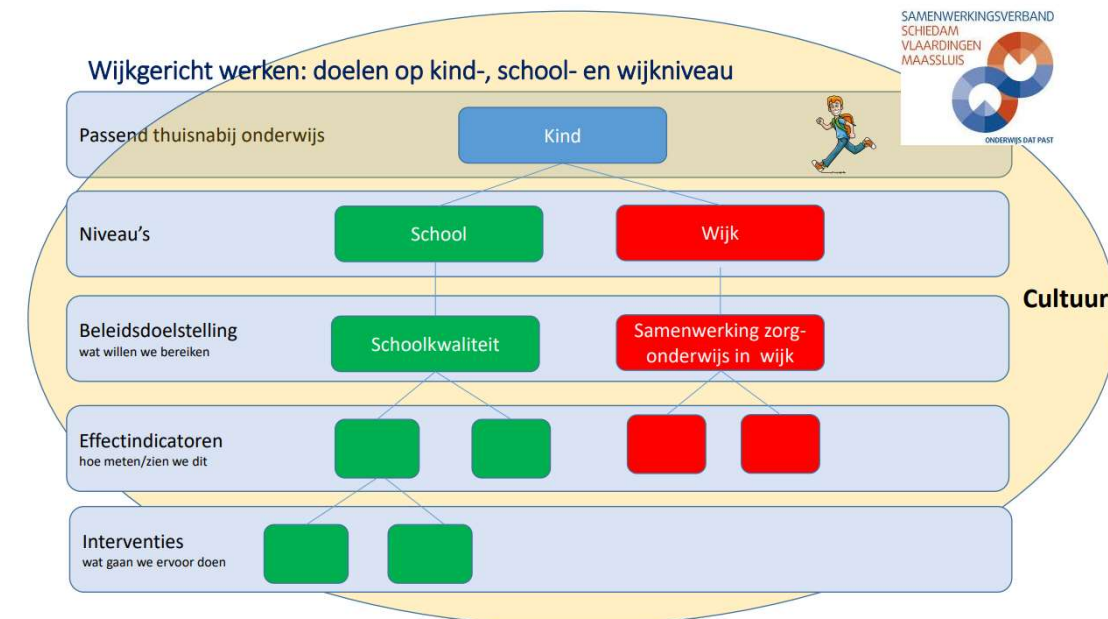 SAMENWERKINGSVERBAND
SCHIEDAM
VLAARDINGEN
MAASSLUIS
ONDERWIJS DAT PAST
Wijkgericht werken: doelen op kind-, school- en wijkniveau
Passend thuisnabij onderwijs
Kind
Niveau's
School
Wijk
Cultuur
Beleidsdoelstelling
wat willen we bereiken
Schoolkwaliteit
Samenwerking zorg-
onderwijs in wijk
Effectindicatoren
hoe meten/zien we dit
Interventies
wat gaan we ervoor doen